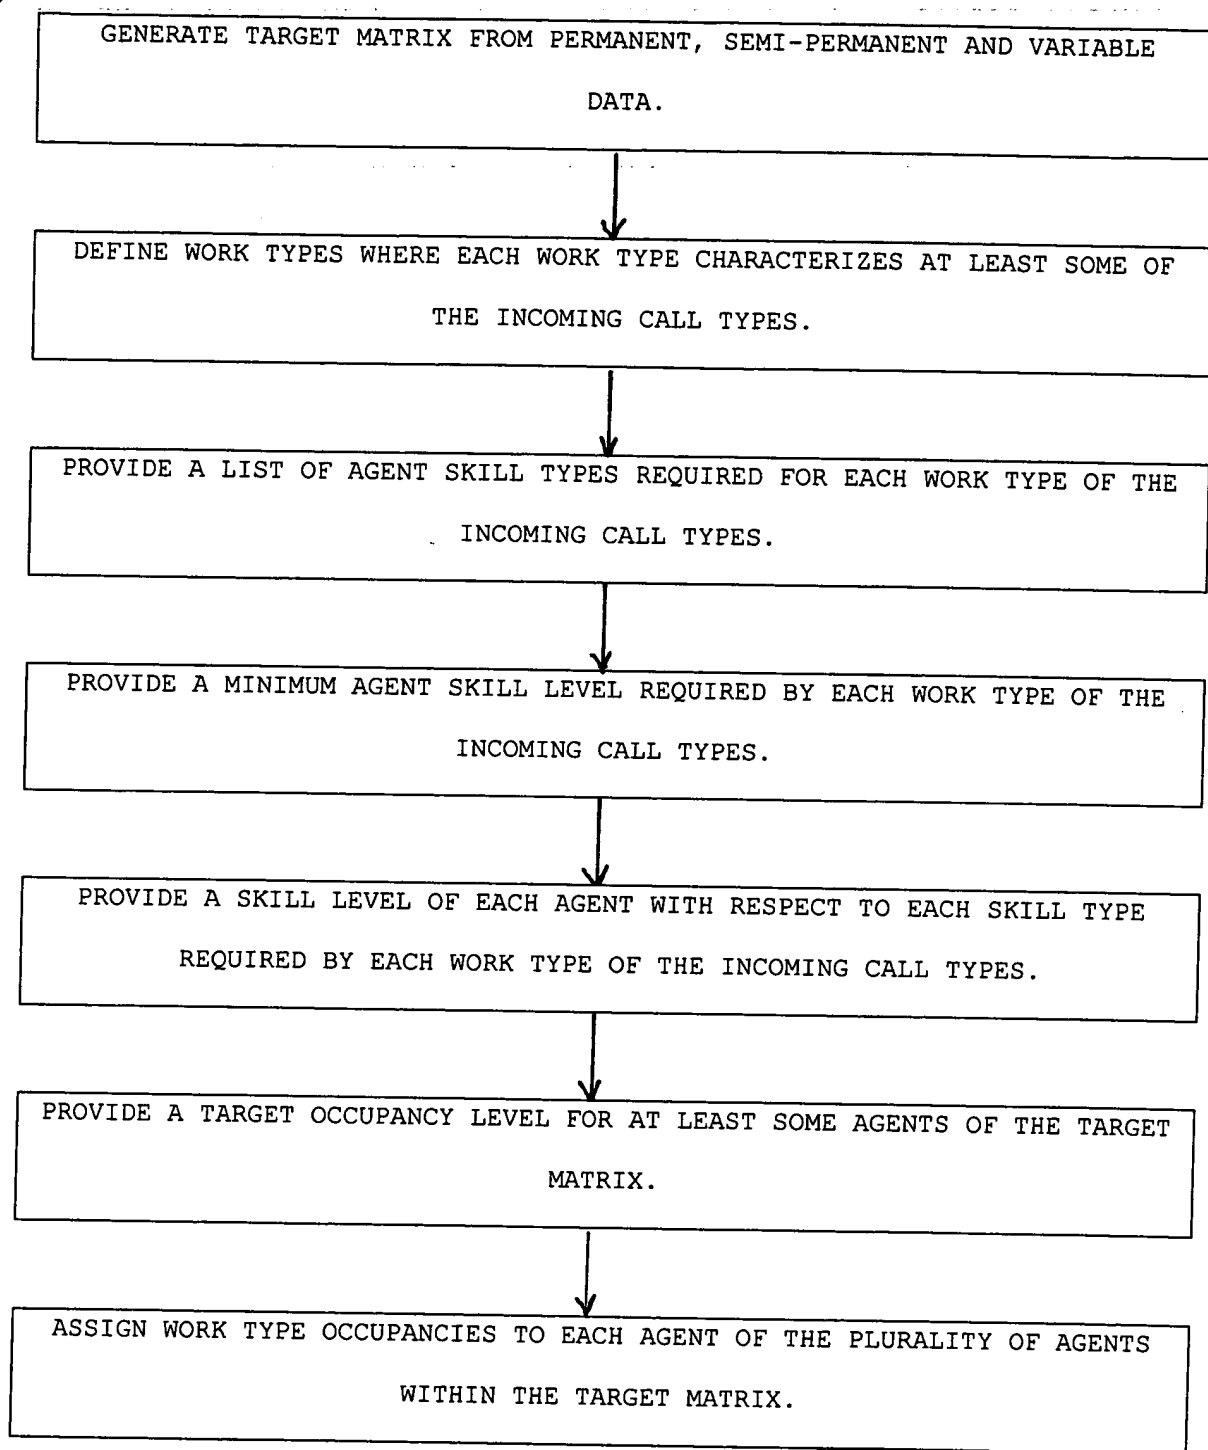 GENERATE TARGET MATRIX FROM PERMANENT, SEMI-PERMANENT AND VARIABLE
DATA.
DEFINE WORK TYPES WHERE EACH WORK TYPE CHARACTERIZES AT LEAST SOME OF
THE INCOMING CALL TYPES.
PROVIDE A LIST OF AGENT SKILL TYPES REQUIRED FOR EACH WORK TYPE OF THE
INCOMING CALL TYPES.
PROVIDE A MINIMUM AGENT SKILL LEVEL REQUIRED BY EACH WORK TYPE OF THE
INCOMING CALL TYPES.
PROVIDE A SKILL LEVEL OF EACH AGENT WITH RESPECT TO EACH SKILL TYPE
REQUIRED BY EACH WORK TYPE OF THE INCOMING CALL TYPES.
PROVIDE A TARGET OCCUPANCY LEVEL FOR AT LEAST SOME AGENTS OF THE TARGET
MATRIX.
ASSIGN WORK TYPE OCCUPANCIES TO EACH AGENT OF THE PLURALITY OF AGENTS
WITHIN THE TARGET MATRIX.